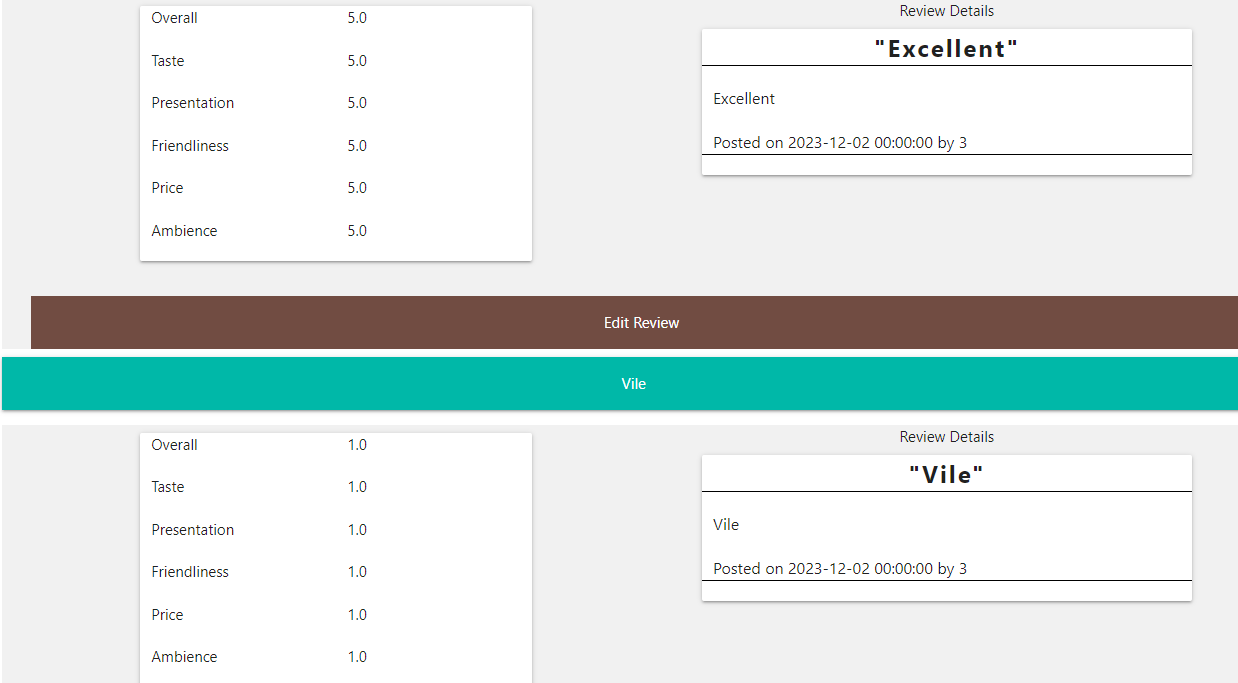 Overall 5.0
Taste 5.0
Presentation 5.0
Friendliness 5.0
Price 5.0
Ambience 5.0
Review Details
"Excellent"
Excellent
Posted on 2023-12-02 00:00:00 by 3
Edit Review
Vile
Overall 1.0
Taste 1.0
Presentation 1.0
Friendliness 1.0
Price 1.0
Ambience 1.0
Review Details
"Vile"
Vile
Posted on 2023-12-02 00:00:00 by 3